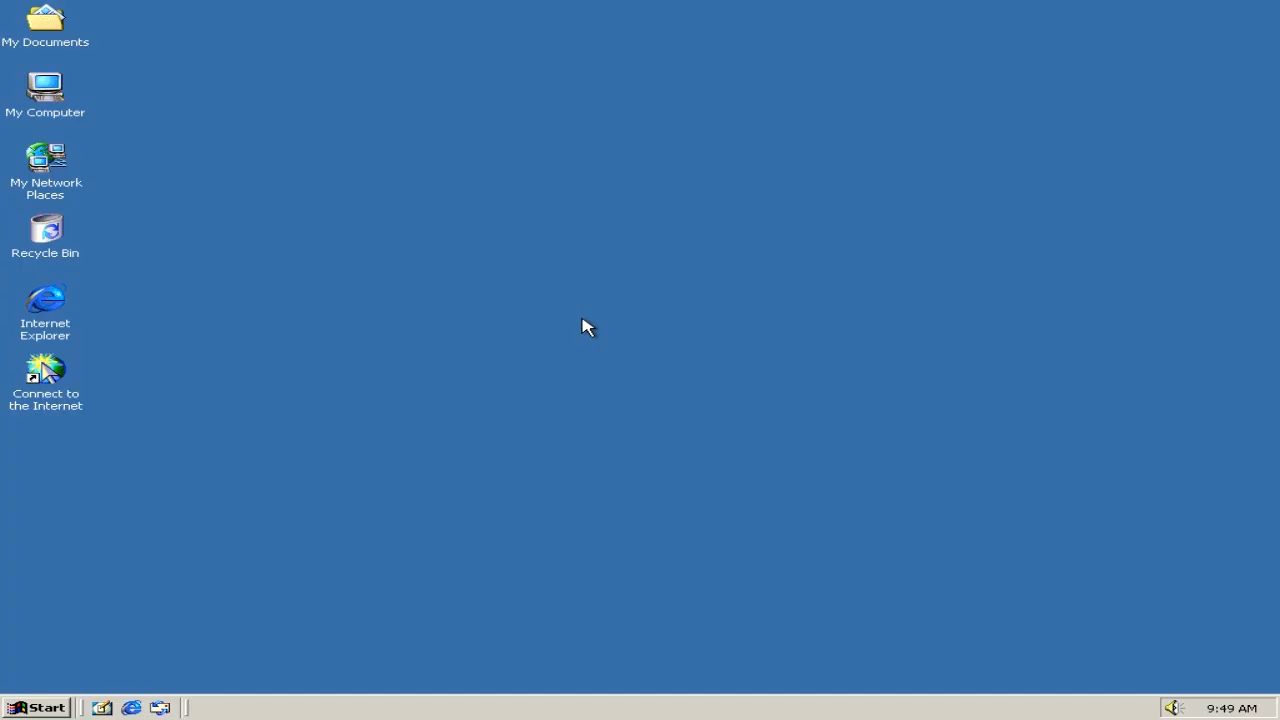 My Documents
My Computer
My Network
Places
Recycle Bin
Internet
Explorer
Connect to
the Internet
Start
9:49 AM